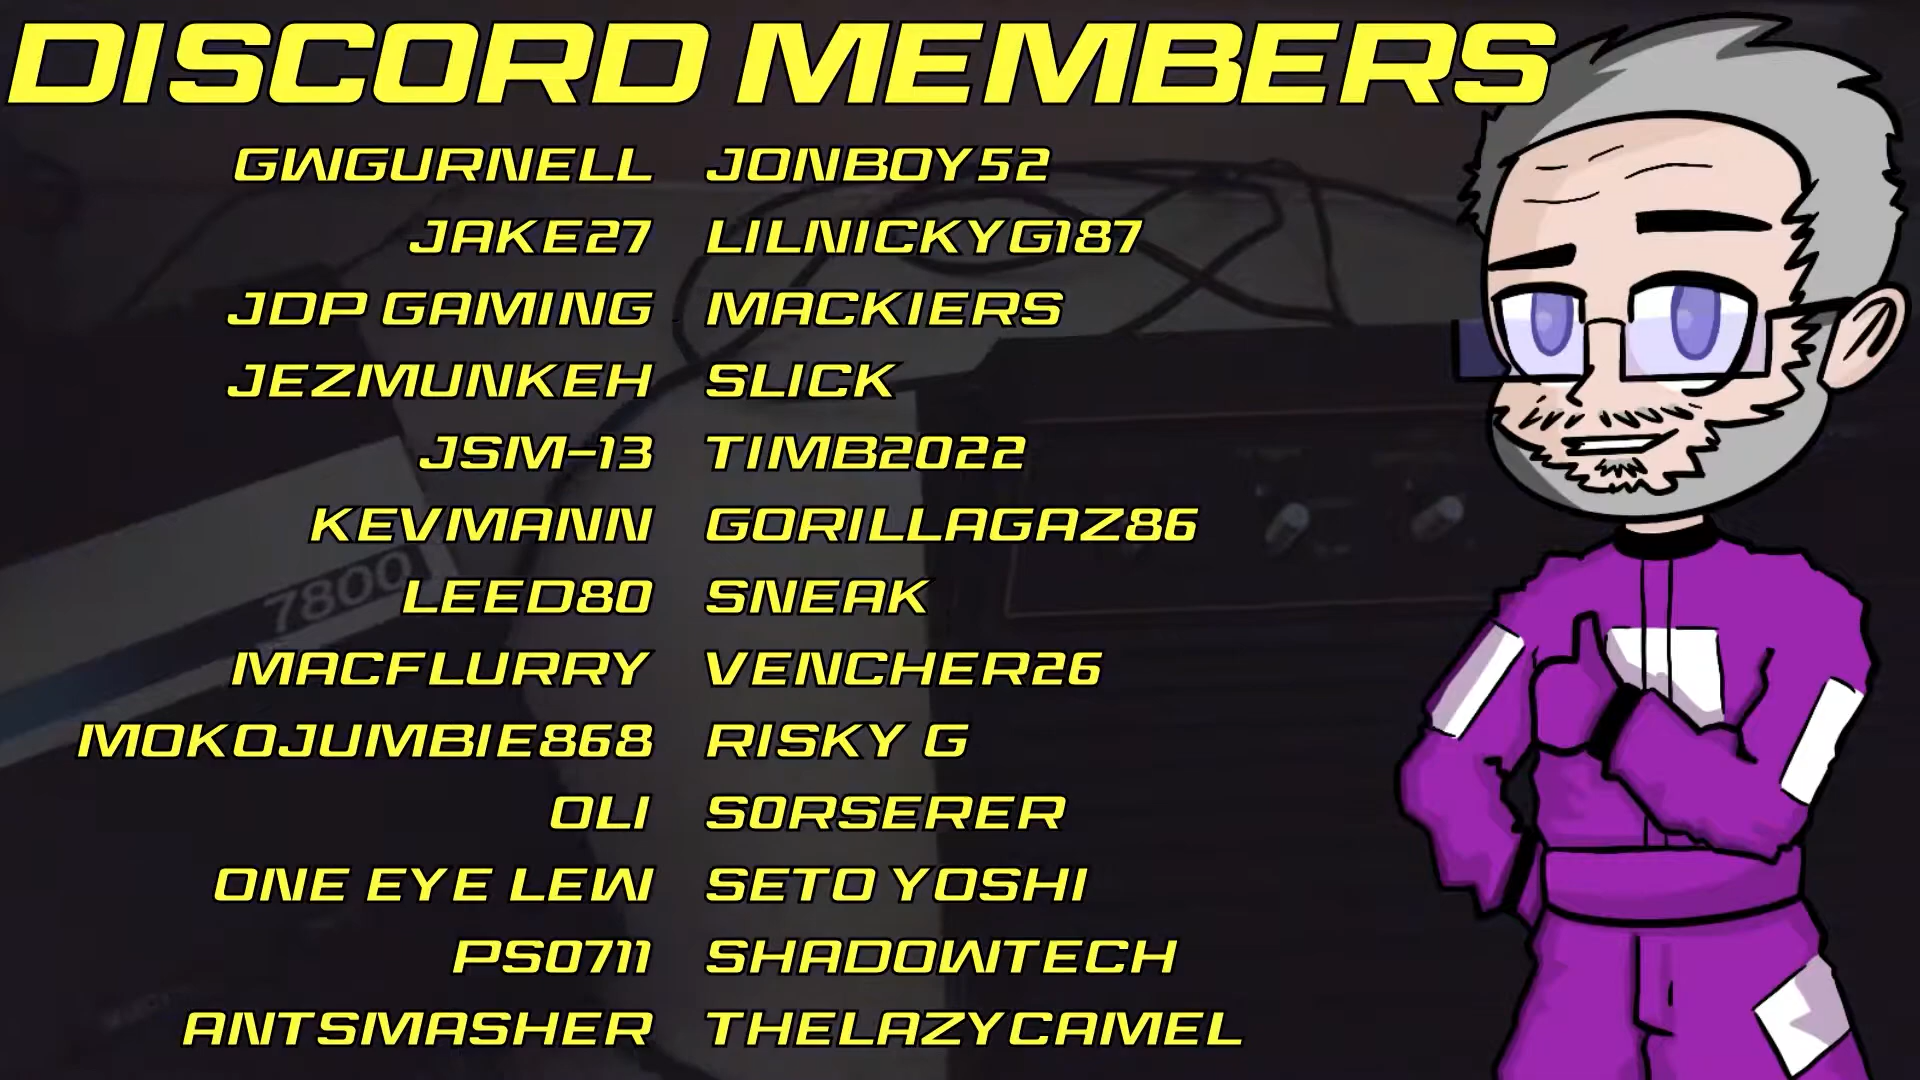 DISCORD MEMBERS
GWGURNELL JONBOY52
JAKE27 LILNICKYG187
JDP GAMING MACKIERS
JEZMUNKEH SLICK
JSM-13 TIMB2022
KEVMANN GORILLAGAZ86
LEED80 SNEAK
MACFLURRY VENCHER26
MOKOJUMBIE868 RISKY G
OLI S0RSERER
ONE EYE LEW SETO YOSHI
PS0711 SHADOWTECH
ANTSMASHER THELAZYCAMEL
7800